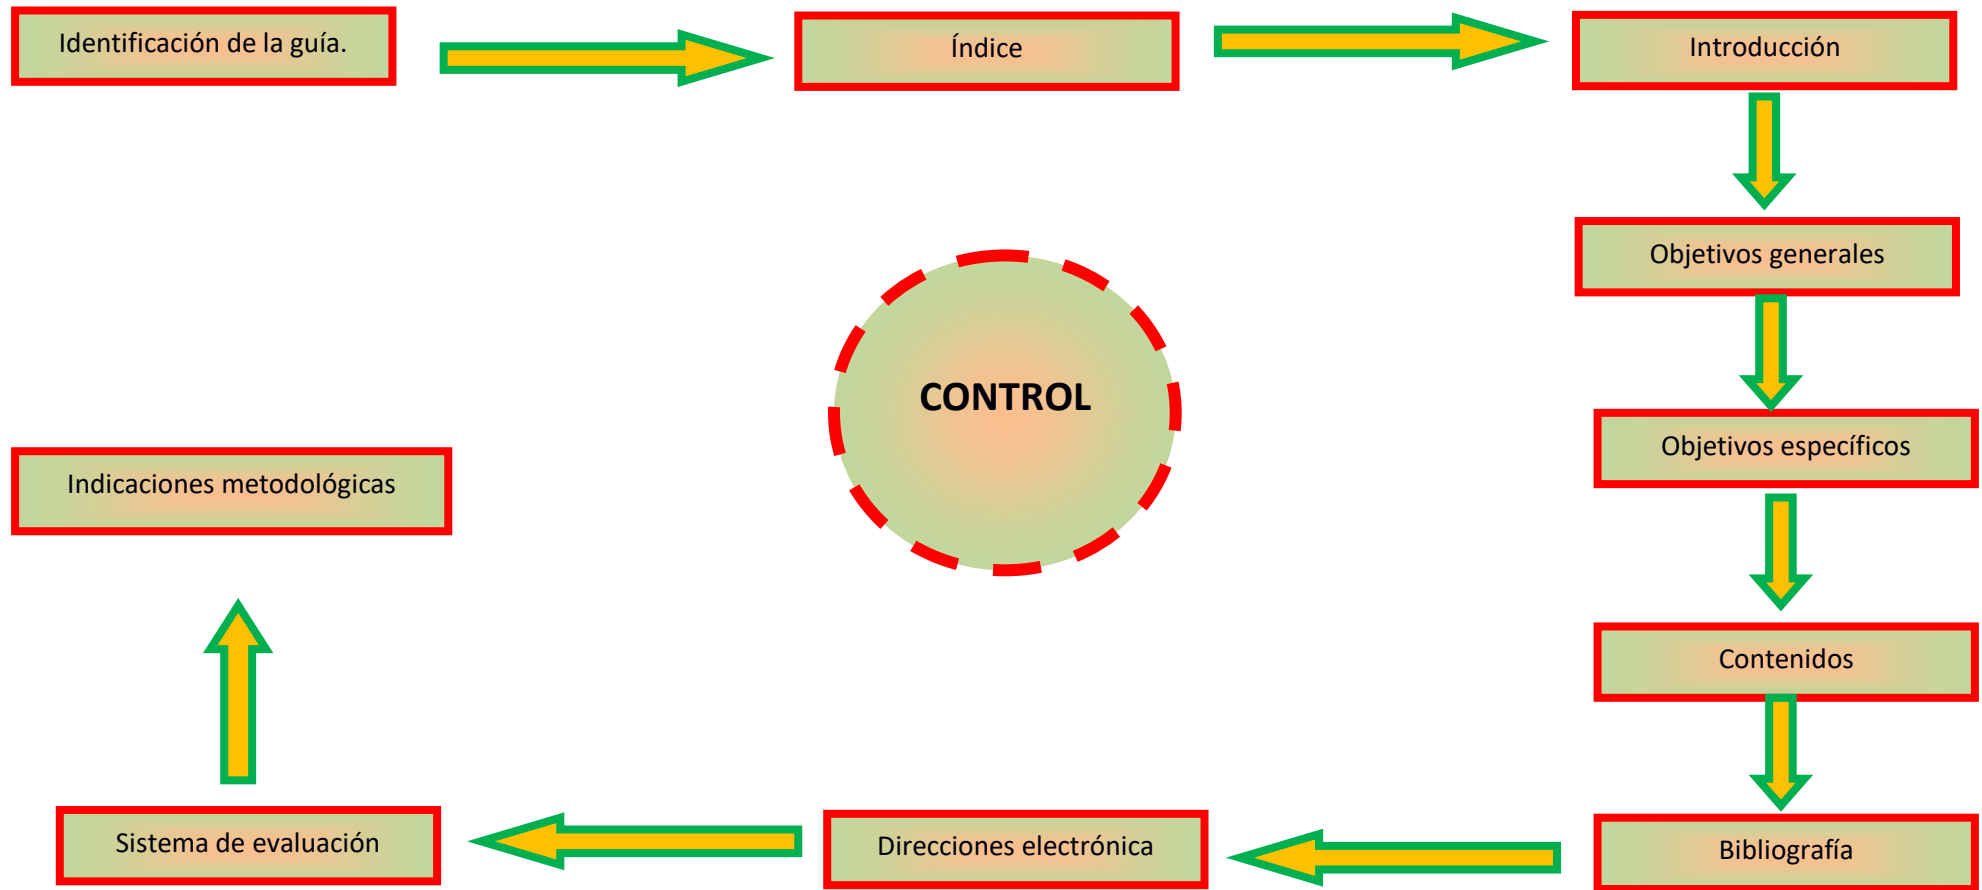 Identificación de la guía.
Índice
Introducción
Objetivos generales
Objetivos específicos
Contenidos
Bibliografía
Direcciones electrónica
Sistema de evaluación
Indicaciones metodológicas
CONTROL